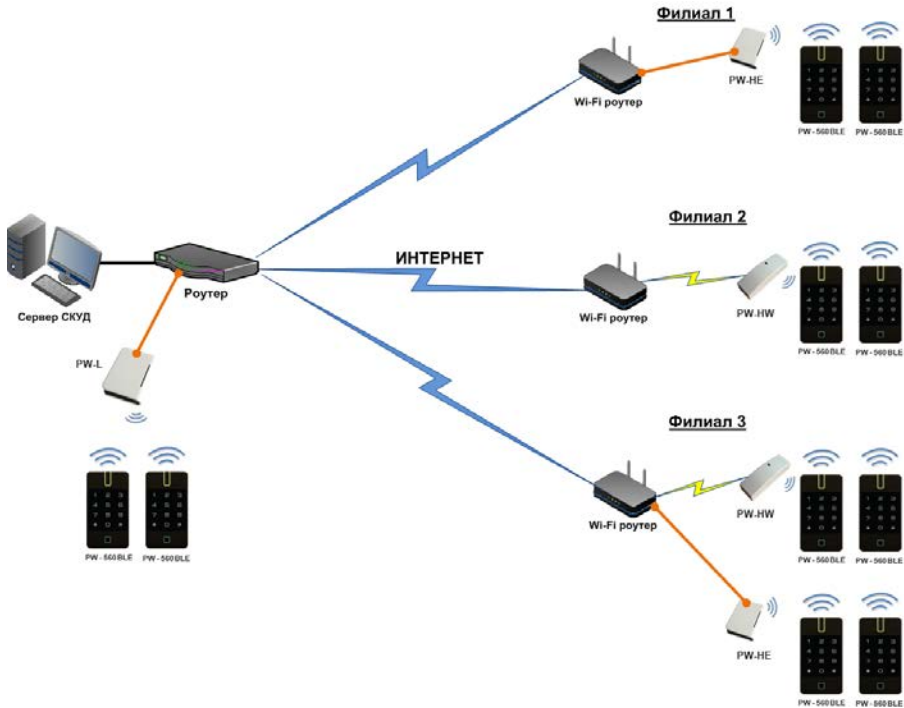 Филиал 1
PW-HE
Wi-Fi роутер
PW-560BLE
PW-560BLE
Филиал 2
ИНТЕРНЕТ
Роутер
Сервер СКУД
Wi-Fi роутер
PW-HW
PW-560BLE
PW-560BLE
PW-L
Филиал 3
PW-HW
Wi-Fi роутер
PW-560BLE
PW-560BLE
PW-560BLE
PW-560BLE
PW-HE
PW-560BLE
PW-560BLE